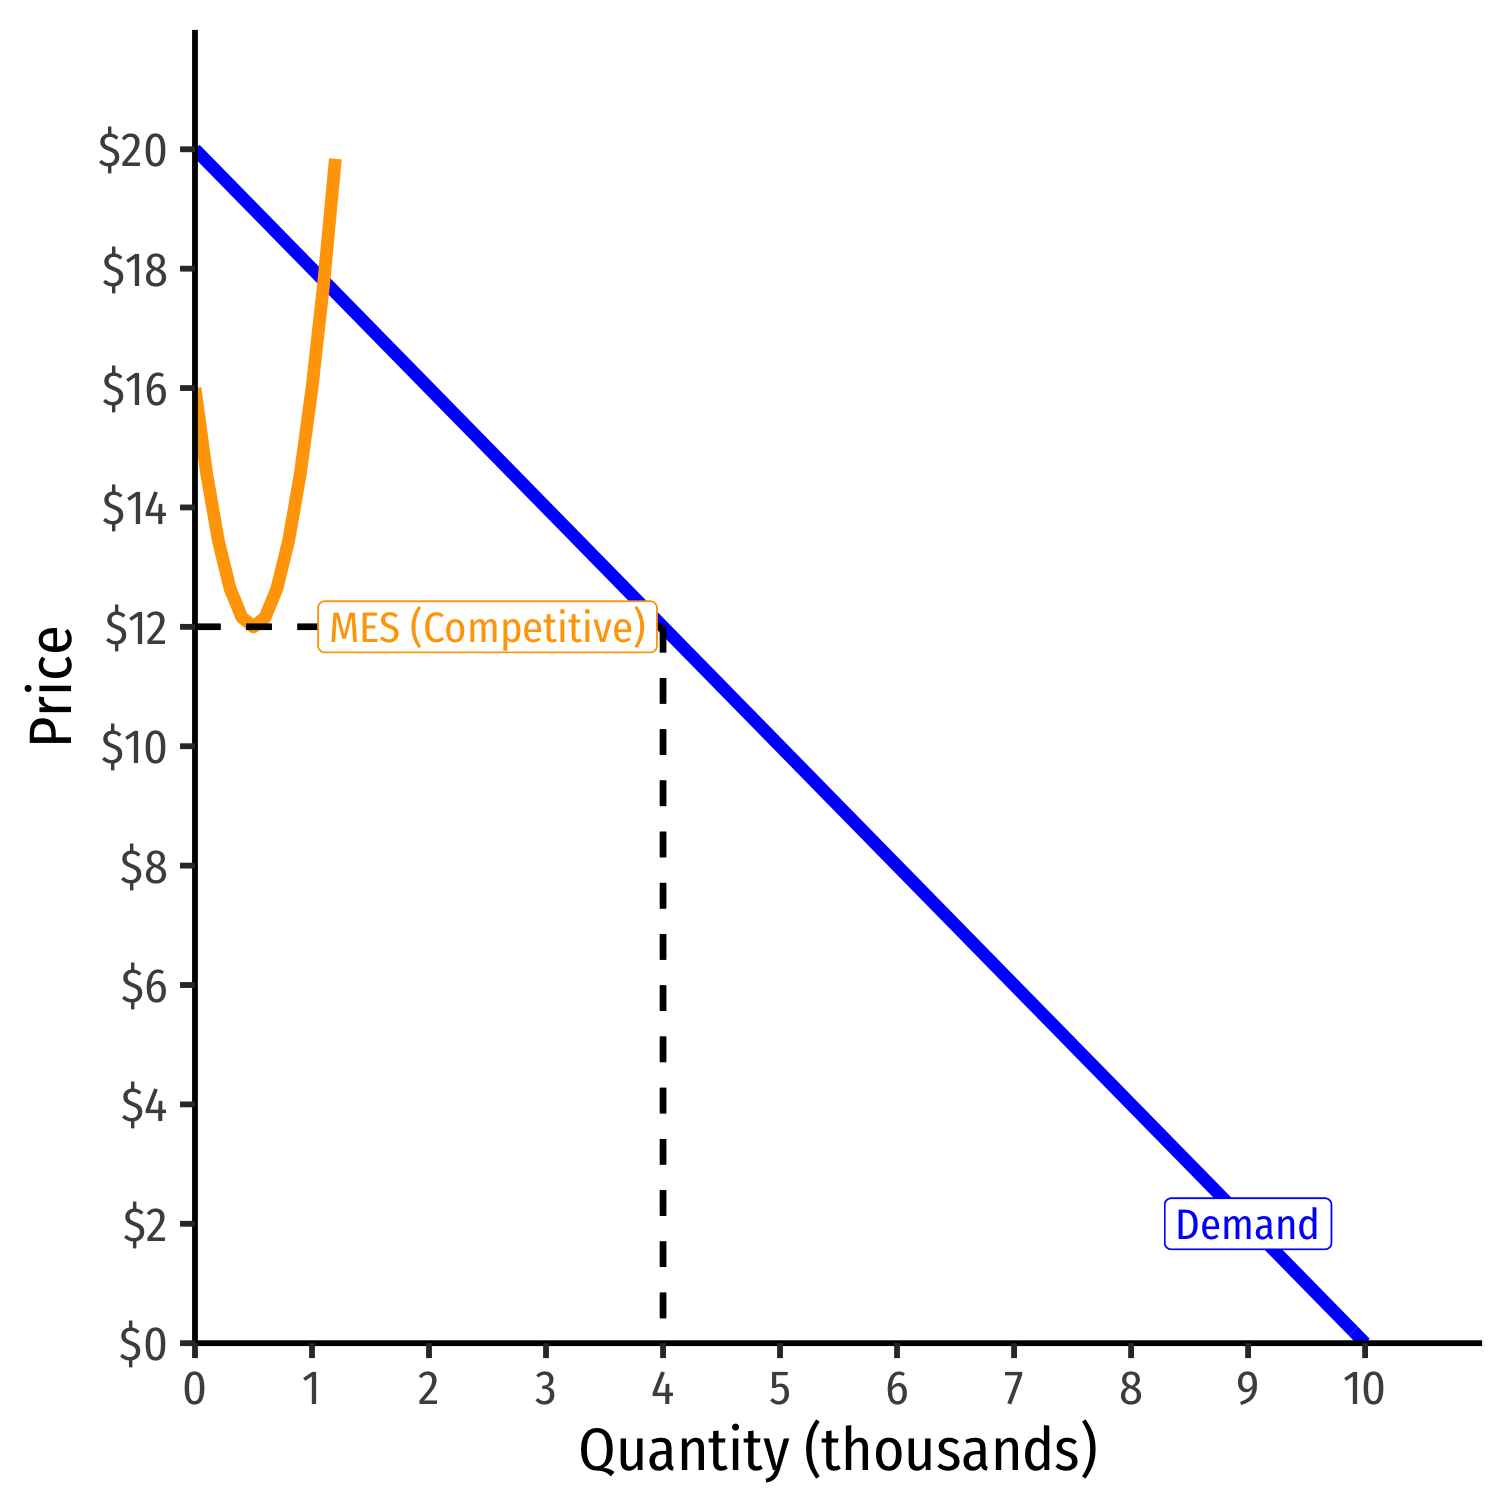 $20
$18
$16
$14
$12
$10
$8
$6
$4
$2
$0
Price
MES (Competitive)
Demand
0 1 2 3 4 5 6 7 8 9 10
Quantity (thousands)